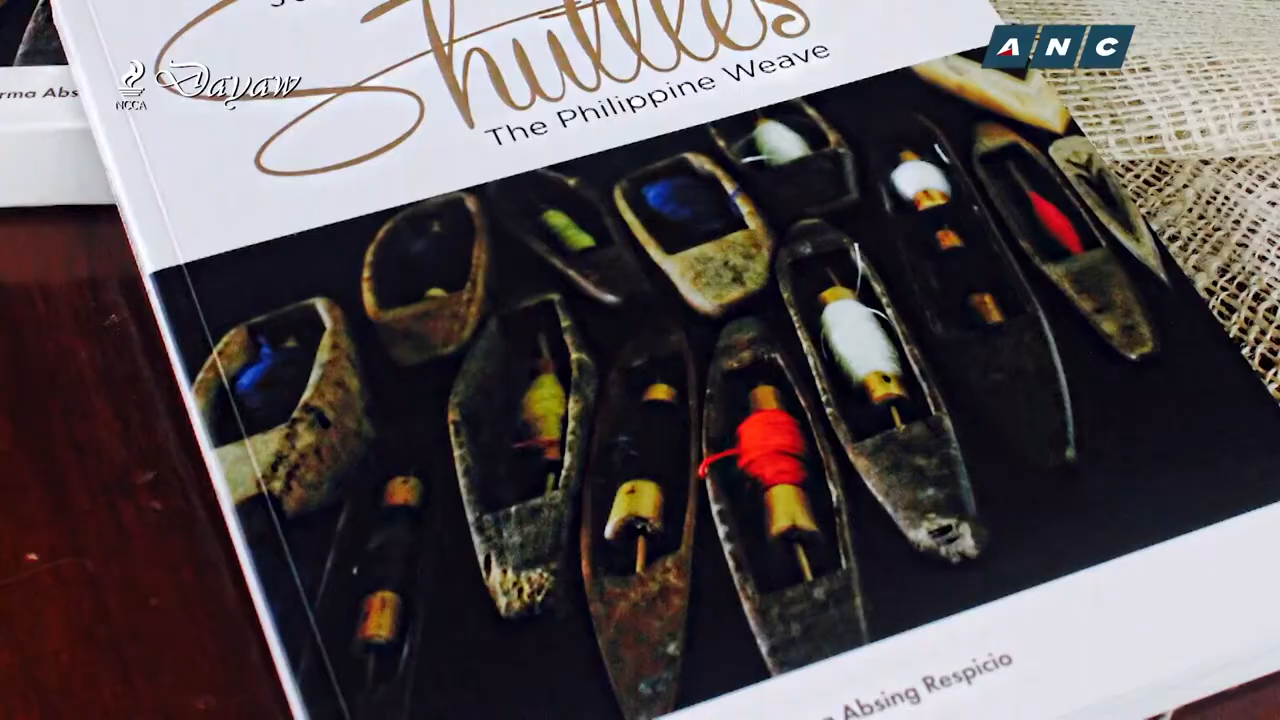 Shuttles
The Philippine Weave
ANC
NCCA
Dayaw
rma Abs
Absing Respicio